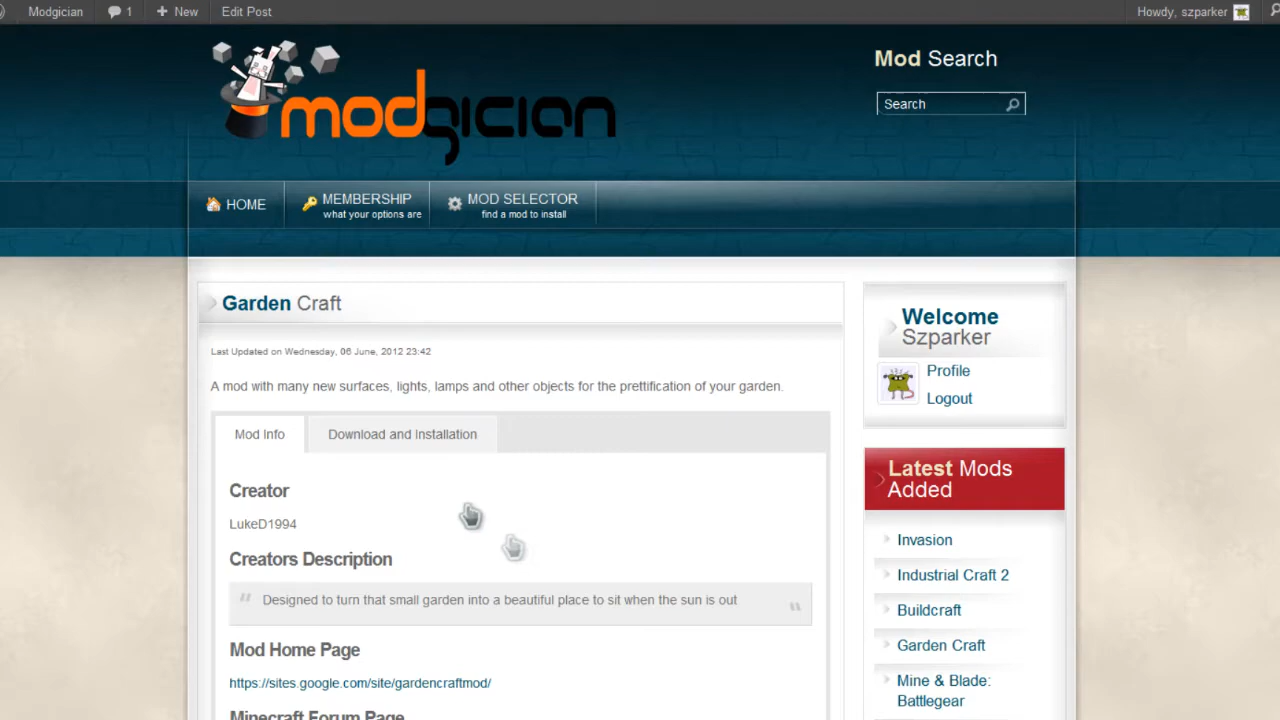 Modgician
1
New
Edit Post
Howdy, szparker
modgician
Mod Search
Search
HOME
MEMBERSHIP
what your options are
MOD SELECTOR
find a mod to install
Garden Craft
Last Updated on Wednesday, 06 June, 2012 23:42
A mod with many new surfaces, lights, lamps and other objects for the prettification of your garden.
Mod Info
Download and Installation
Creator
LukeD1994
Creators Description
“ Designed to turn that small garden into a beautiful place to sit when the sun is out ”
Mod Home Page
https://sites.google.com/site/gardencraftmod/
Minecraft Forum Page
Welcome
Szparker
Profile
Logout
Latest Mods
Added
Invasion
Industrial Craft 2
Buildcraft
Garden Craft
Mine & Blade:
Battlegear